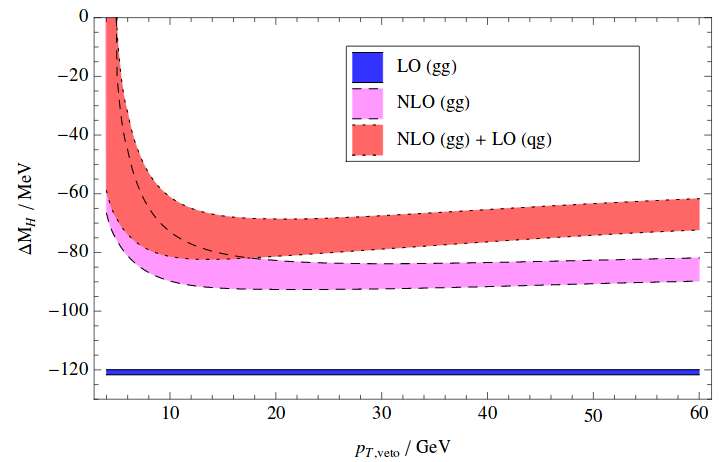 0
−20
−40
−60
−80
−100
−120
ΔM_H / MeV
LO (gg)
NLO (gg)
NLO (gg) + LO (qg)
10 20 30 40 50 60
p_T,veto / GeV